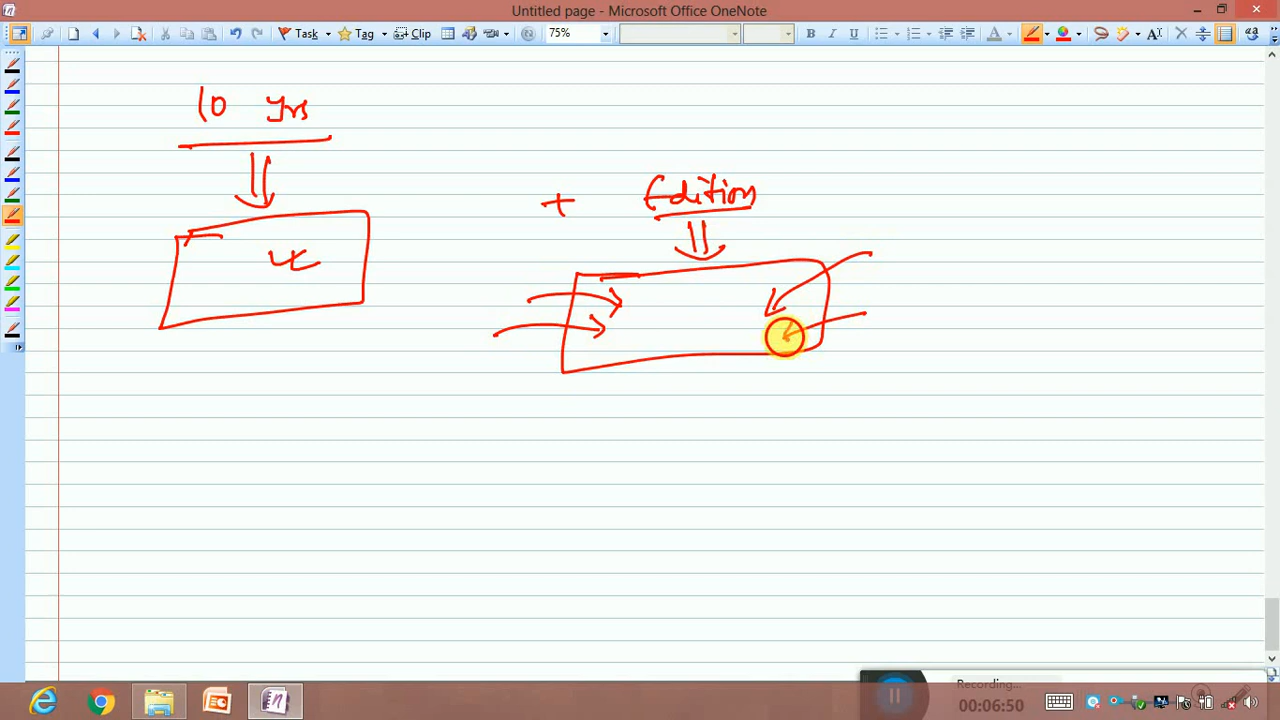 Untitled page - Microsoft Office OneNote
Task
Tag
Clip
75%
B I U
10 yrs
+ Edition
Recording...
00:06:50